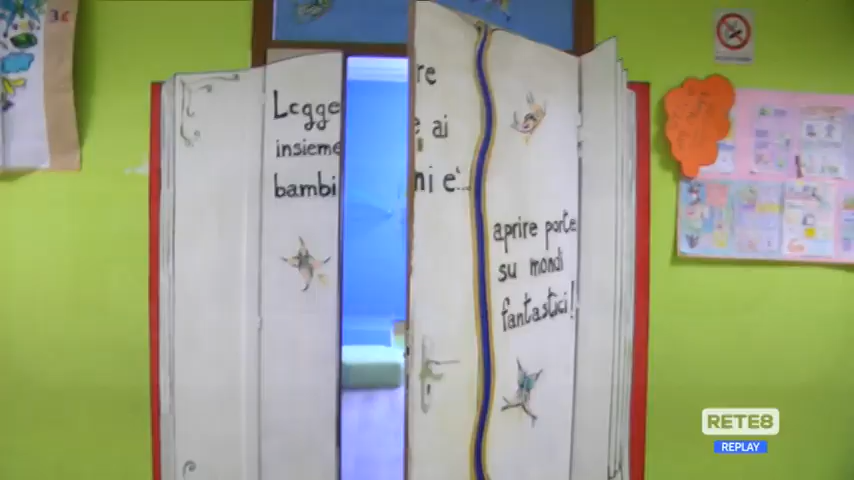 Legge re
insieme e ai
bambi ni e'...
aprire porte
su mondi
fantastici!
RETE8
REPLAY